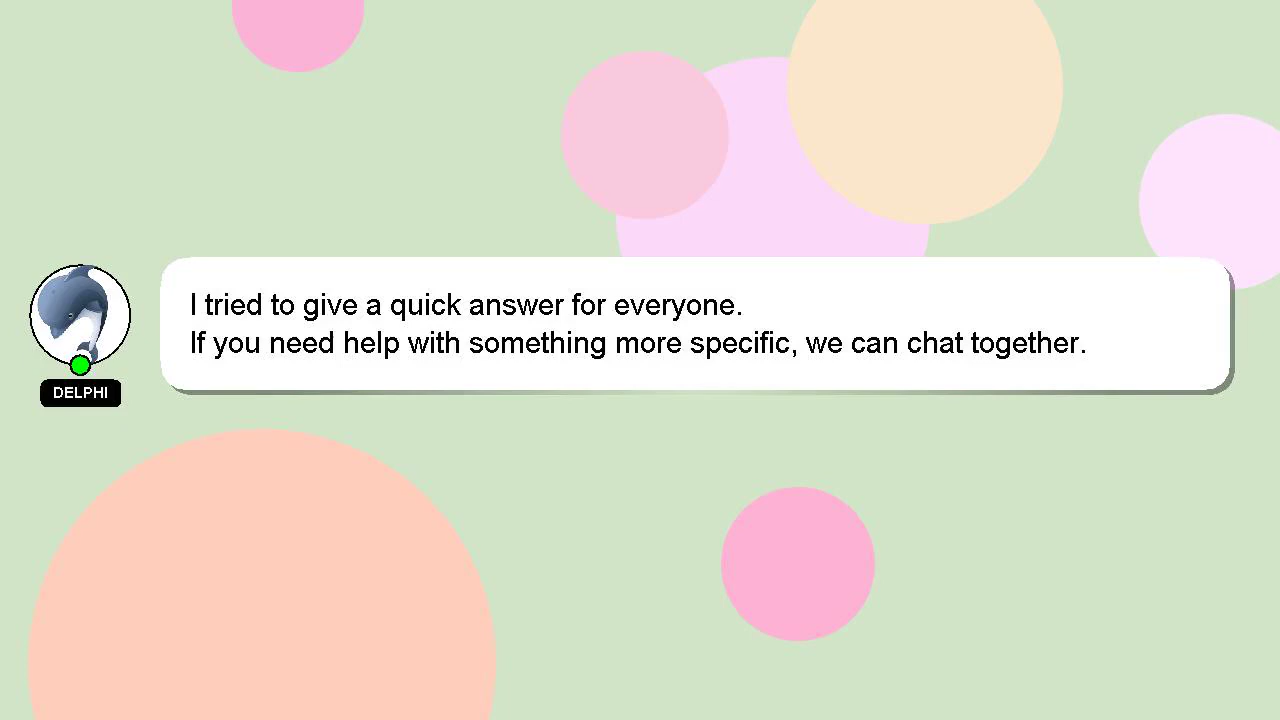 I tried to give a quick answer for everyone.
If you need help with something more specific, we can chat together.
DELPHI